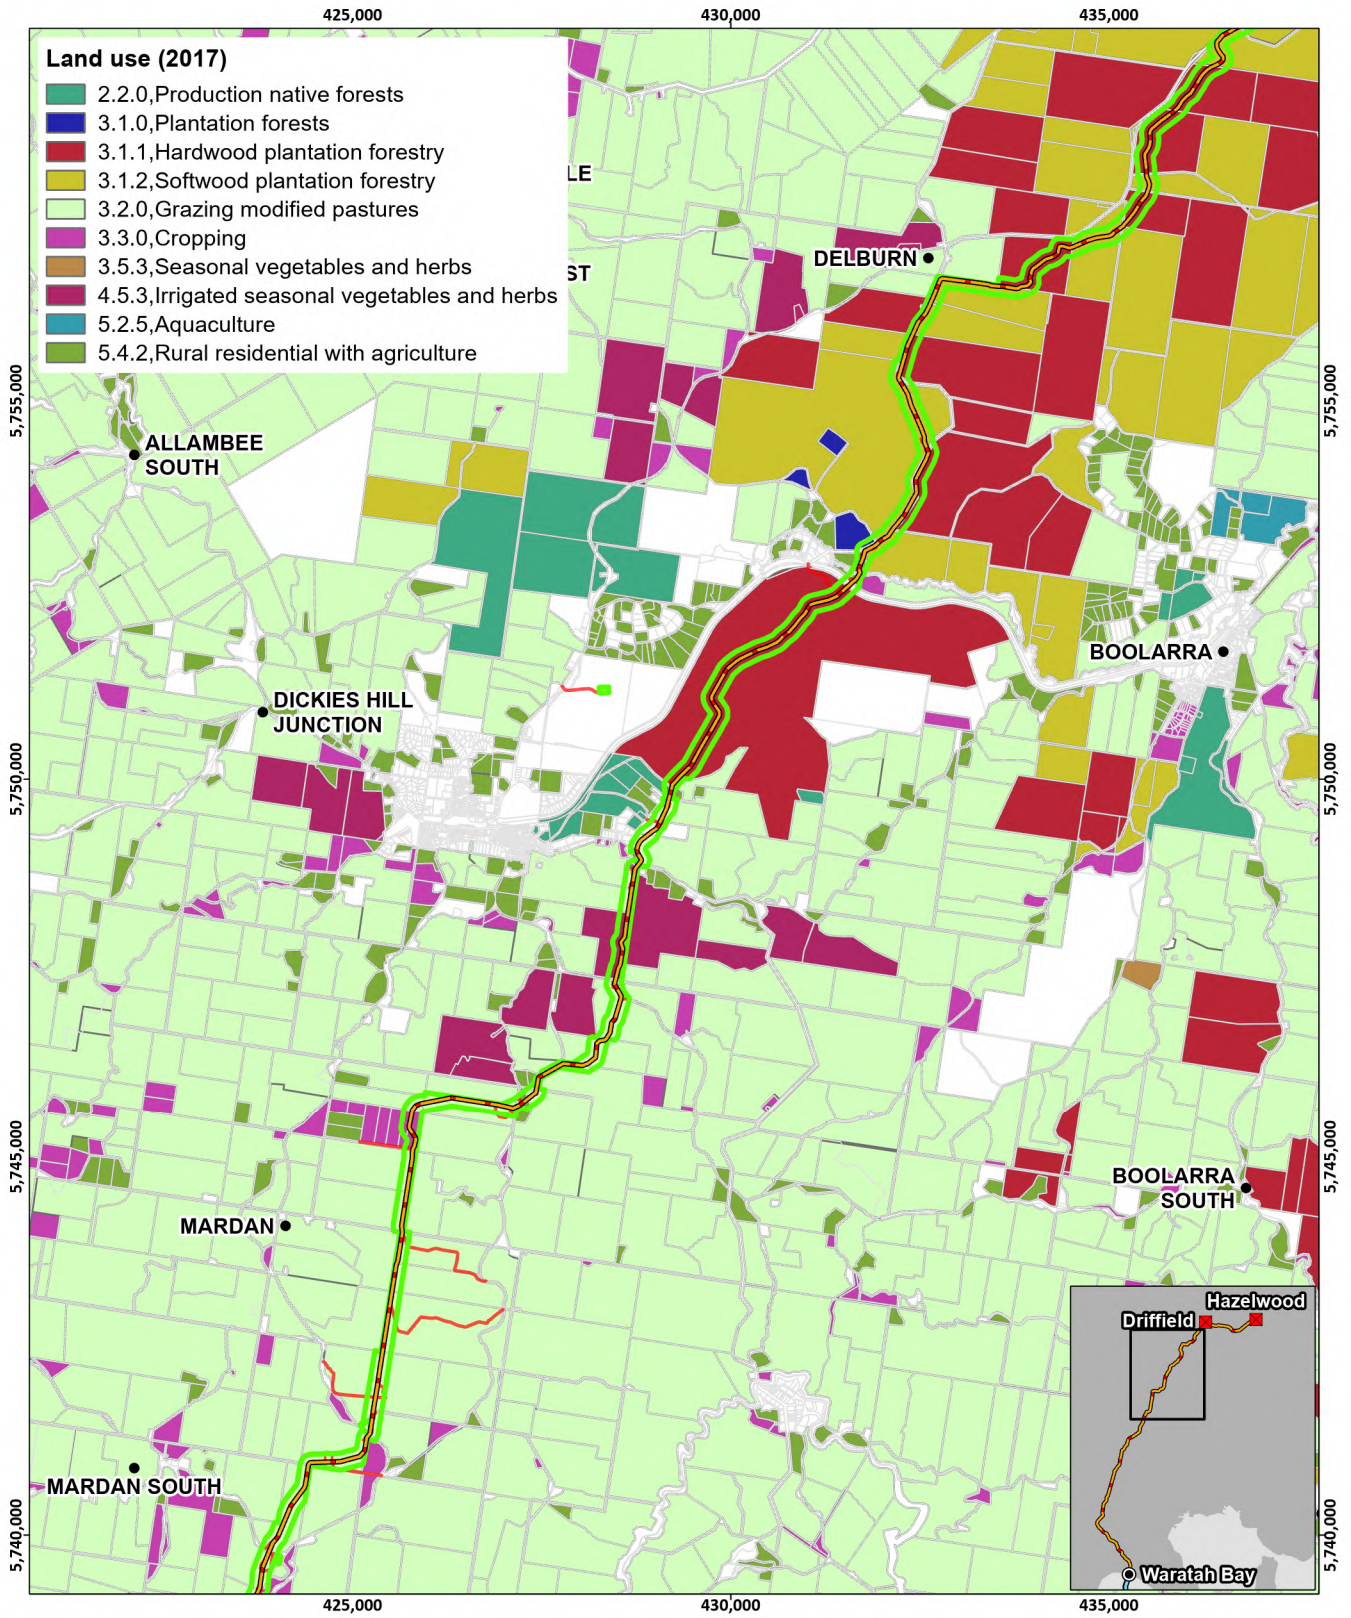 425,000
430,000
435,000
Land use (2017)
2.2.0,Production native forests
3.1.0,Plantation forests
3.1.1,Hardwood plantation forestry
3.1.2,Softwood plantation forestry
3.2.0,Grazing modified pastures
3.3.0,Cropping
3.5.3,Seasonal vegetables and herbs
4.5.3,Irrigated seasonal vegetables and herbs
5.2.5,Aquaculture
5.4.2,Rural residential with agriculture
LE
ST
DELBURN
5,755,000
5,755,000
ALLAMBEE
SOUTH
BOOLARRA
DICKIES HILL
JUNCTION
5,750,000
5,750,000
5,745,000
5,745,000
BOOLARRA
SOUTH
MARDAN
Hazelwood
Driffield
MARDAN SOUTH
5,740,000
5,740,000
Waratah Bay
425,000
430,000
435,000